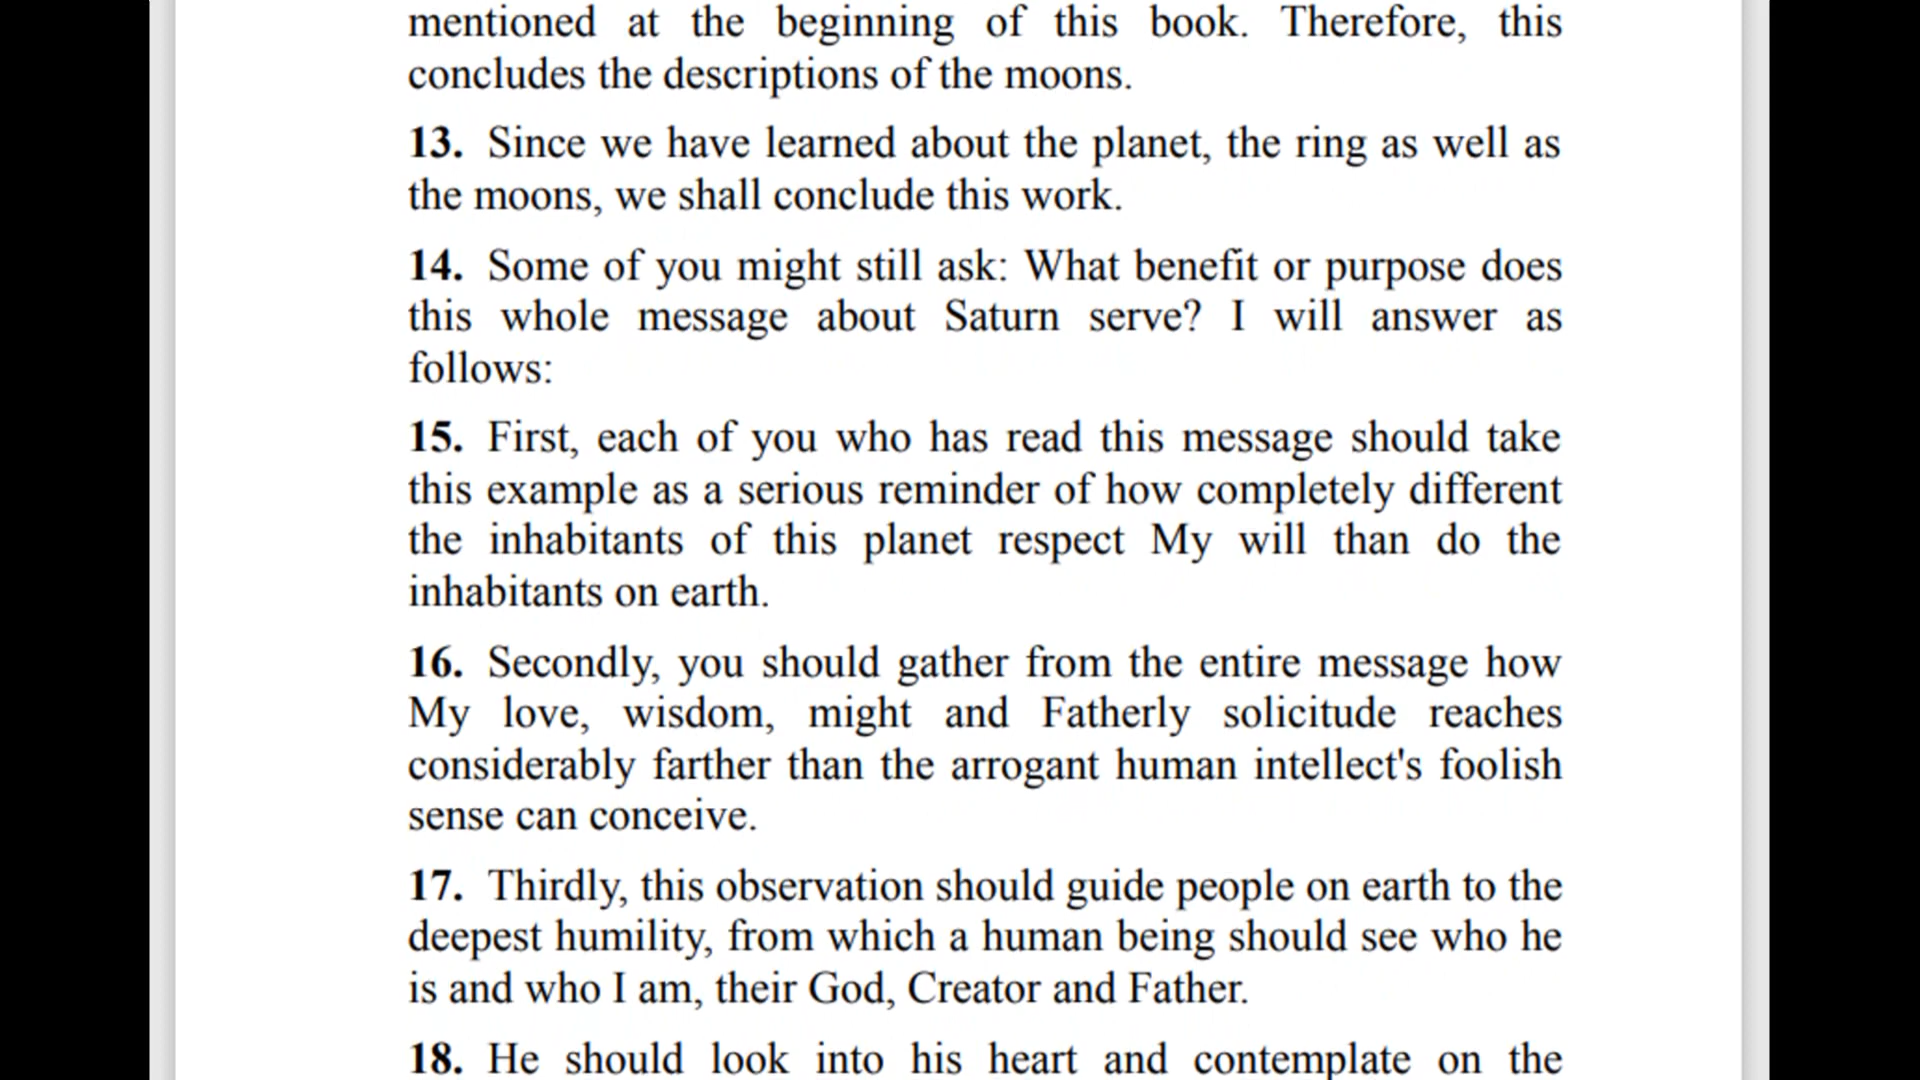 mentioned at the beginning of this book. Therefore, this
concludes the descriptions of the moons.
13. Since we have learned about the planet, the ring as well as
the moons, we shall conclude this work.
14. Some of you might still ask: What benefit or purpose does
this whole message about Saturn serve? I will answer as
follows:
15. First, each of you who has read this message should take
this example as a serious reminder of how completely different
the inhabitants of this planet respect My will than do the
inhabitants on earth.
16. Secondly, you should gather from the entire message how
My love, wisdom, might and Fatherly solicitude reaches
considerably farther than the arrogant human intellect's foolish
sense can conceive.
17. Thirdly, this observation should guide people on earth to the
deepest humility, from which a human being should see who he
is and who I am, their God, Creator and Father.
18. He should look into his heart and contemplate on the